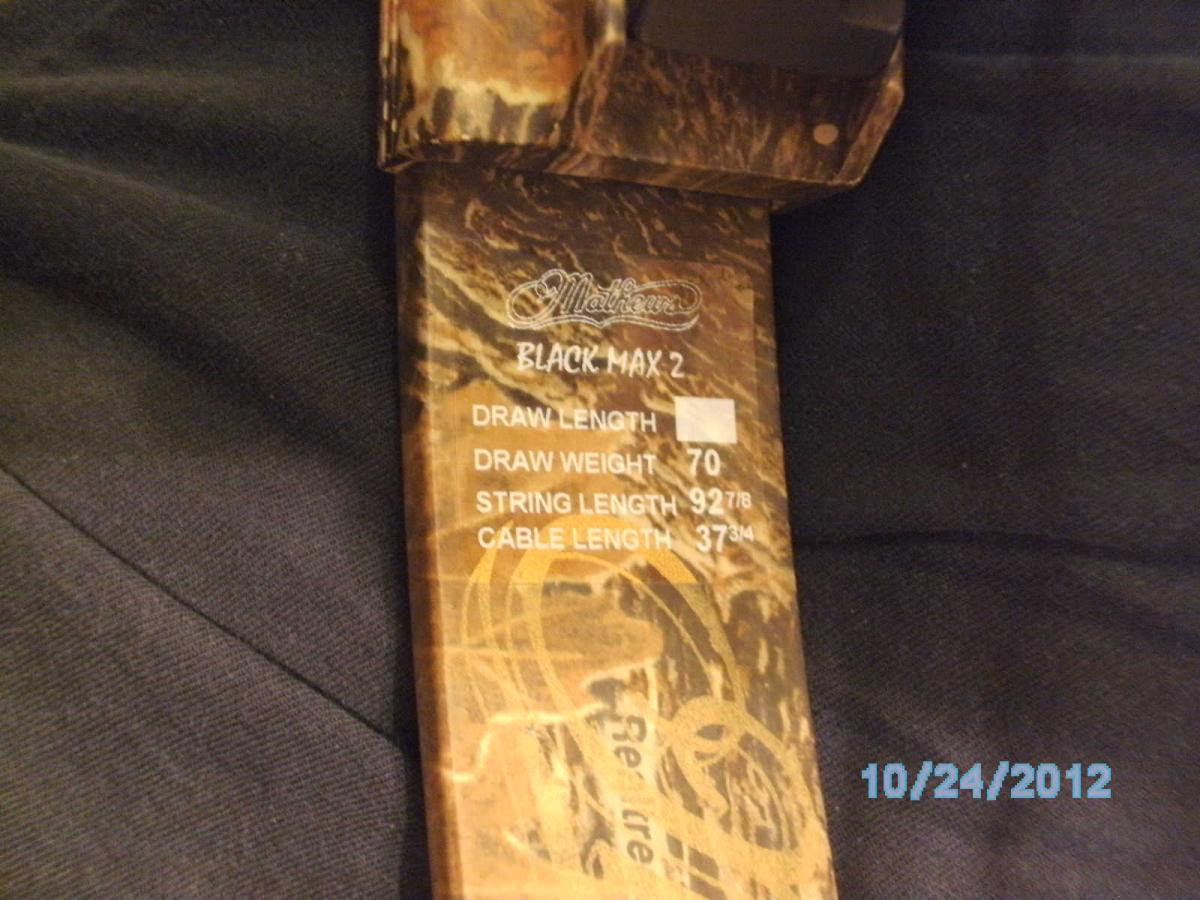 Mathews
BLACK MAX 2
DRAW LENGTH
DRAW WEIGHT 70
STRING LENGTH 92 7/8
CABLE LENGTH 37 3/4
10/24/2012